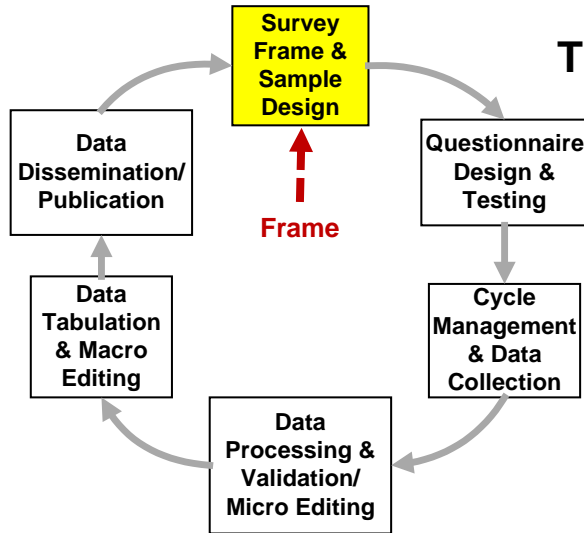 Survey
Frame &
Sample
Design
T
Questionnaire
Design &
Testing
Cycle
Management
& Data
Collection
Data
Processing &
Validation/
Micro Editing
Data
Tabulation
& Macro
Editing
Data
Dissemination/
Publication
Frame